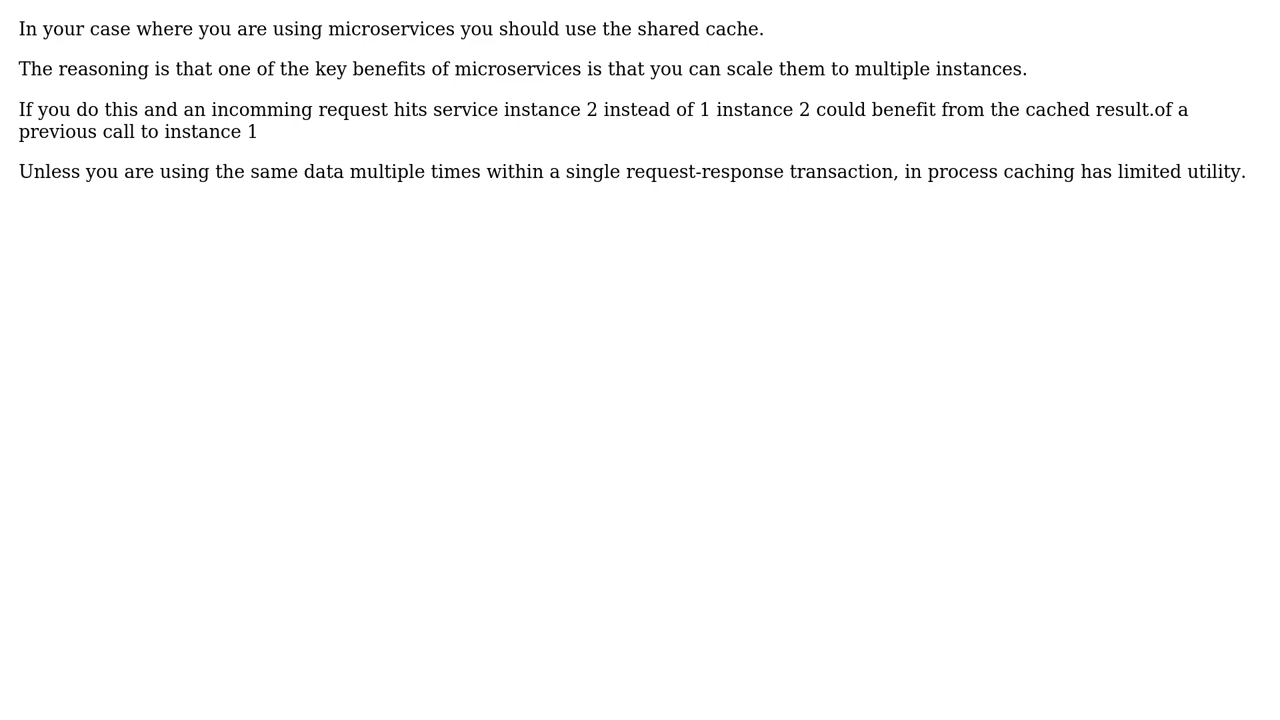 In your case where you are using microservices you should use the shared cache.
The reasoning is that one of the key benefits of microservices is that you can scale them to multiple instances.
If you do this and an incomming request hits service instance 2 instead of 1 instance 2 could benefit from the cached result.of a
previous call to instance 1
Unless you are using the same data multiple times within a single request-response transaction, in process caching has limited utility.